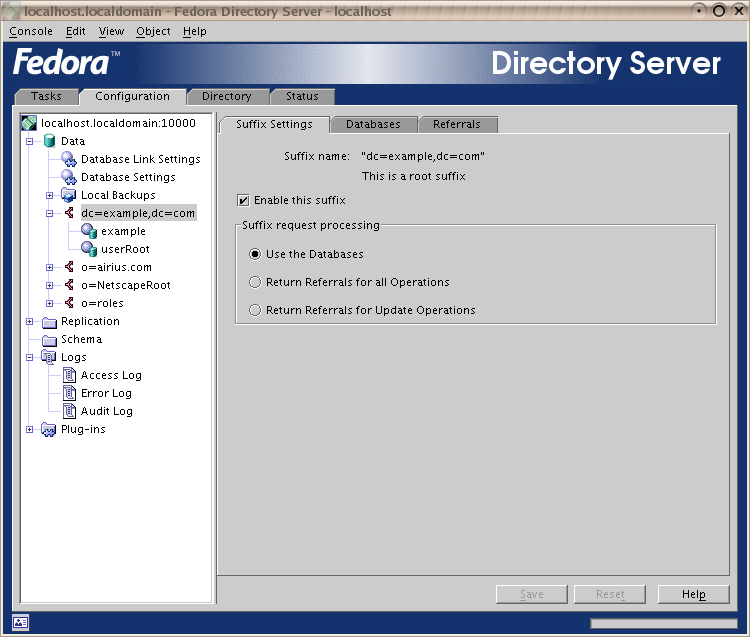 localhost.localdomain - Fedora Directory Server - localhost
Console Edit View Object Help
Fedora™ Directory Server
Tasks Configuration Directory Status
localhost.localdomain:10000
Data
Database Link Settings
Database Settings
Local Backups
dc=example,dc=com
example
userRoot
o=airius.com
o=NetscapeRoot
o=roles
Replication
Schema
Logs
Access Log
Error Log
Audit Log
Plug-ins
Suffix Settings Databases Referrals
Suffix name: "dc=example,dc=com"
This is a root suffix
Enable this suffix
Suffix request processing
Use the Databases
Return Referrals for all Operations
Return Referrals for Update Operations
Save Reset Help